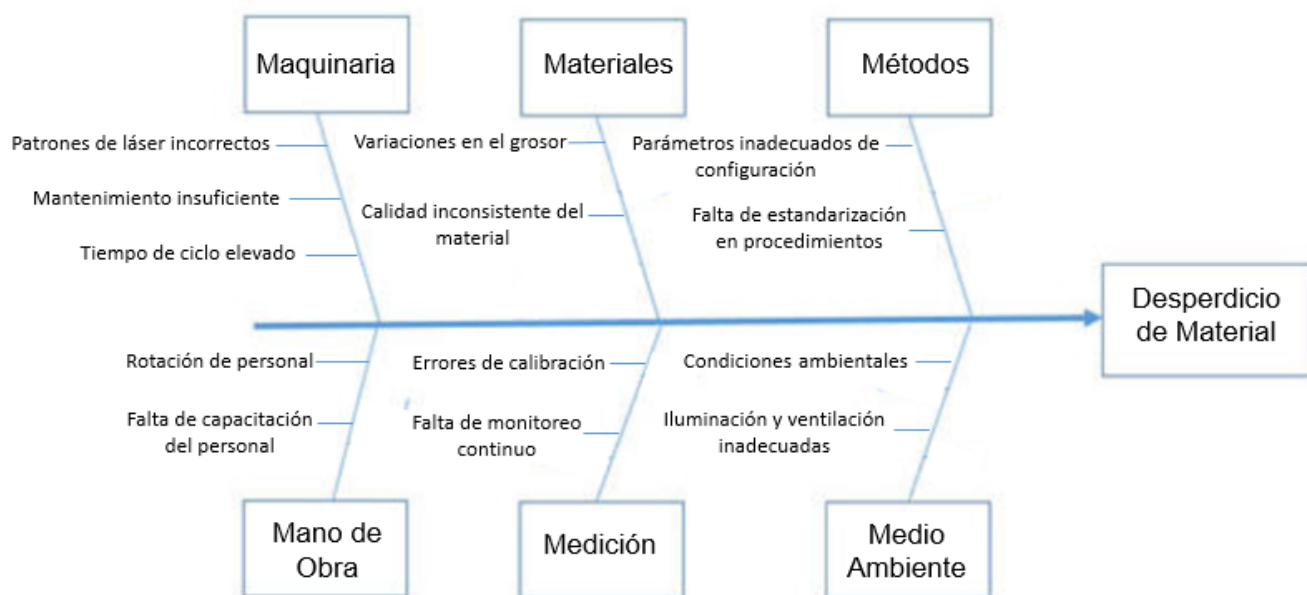 Maquinaria
Materiales
Métodos
Patrones de láser incorrectos
Mantenimiento insuficiente
Tiempo de ciclo elevado
Variaciones en el grosor
Calidad inconsistente del
material
Parámetros inadecuados de
configuración
Falta de estandarización
en procedimientos
Desperdicio
de Material
Rotación de personal
Falta de capacitación
del personal
Errores de calibración
Falta de monitoreo
continuo
Condiciones ambientales
Iluminación y ventilación
inadecuadas
Mano de
Obra
Medición
Medio
Ambiente